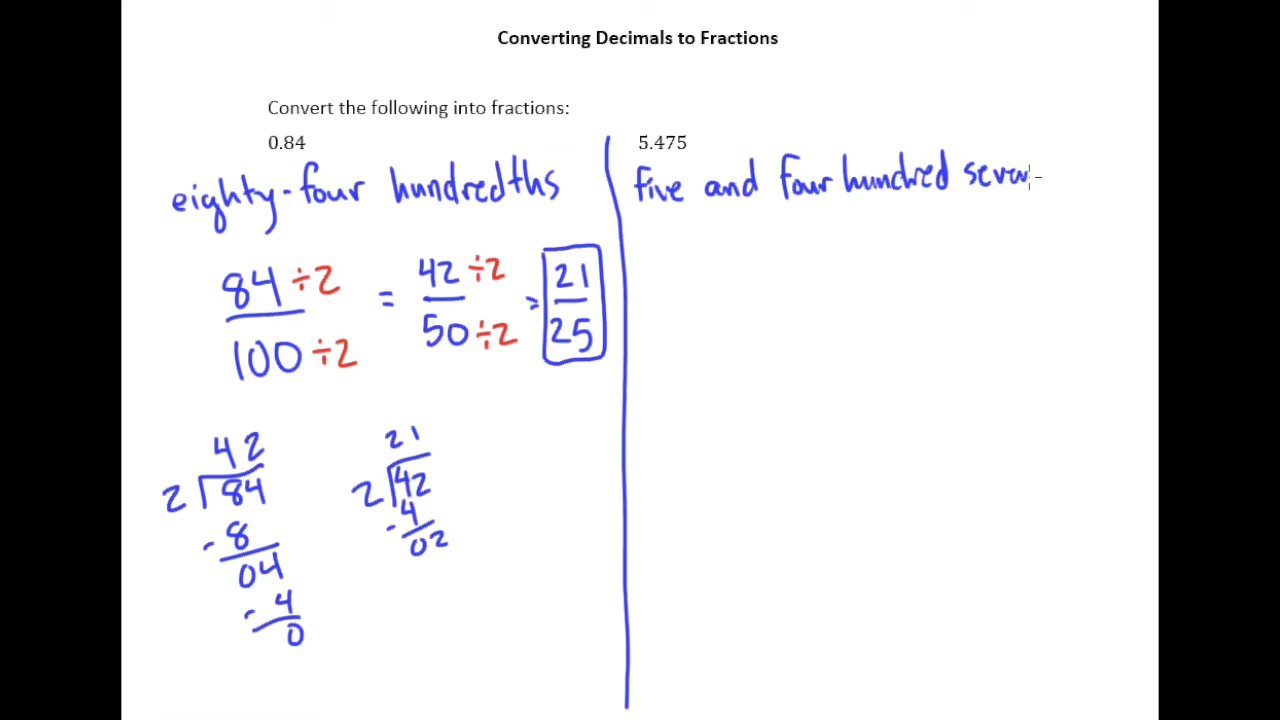 Converting Decimals to Fractions
Convert the following into fractions:
0.84
eighty-four hundredths
84 ÷2 = 42 ÷2 = 21
100 ÷2 50 ÷2 25
42
2 84
- 8
04
- 4
0
21
2 42
- 4
02
5.475
five and four hundred seven